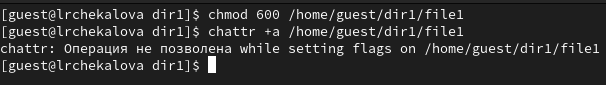 [guest@lrchekalova dir1]$ chmod 600 /home/guest/dir1/file1
[guest@lrchekalova dir1]$ chattr +a /home/guest/dir1/file1
chattr: Операция не позволена while setting flags on /home/guest/dir1/file1
[guest@lrchekalova dir1]$